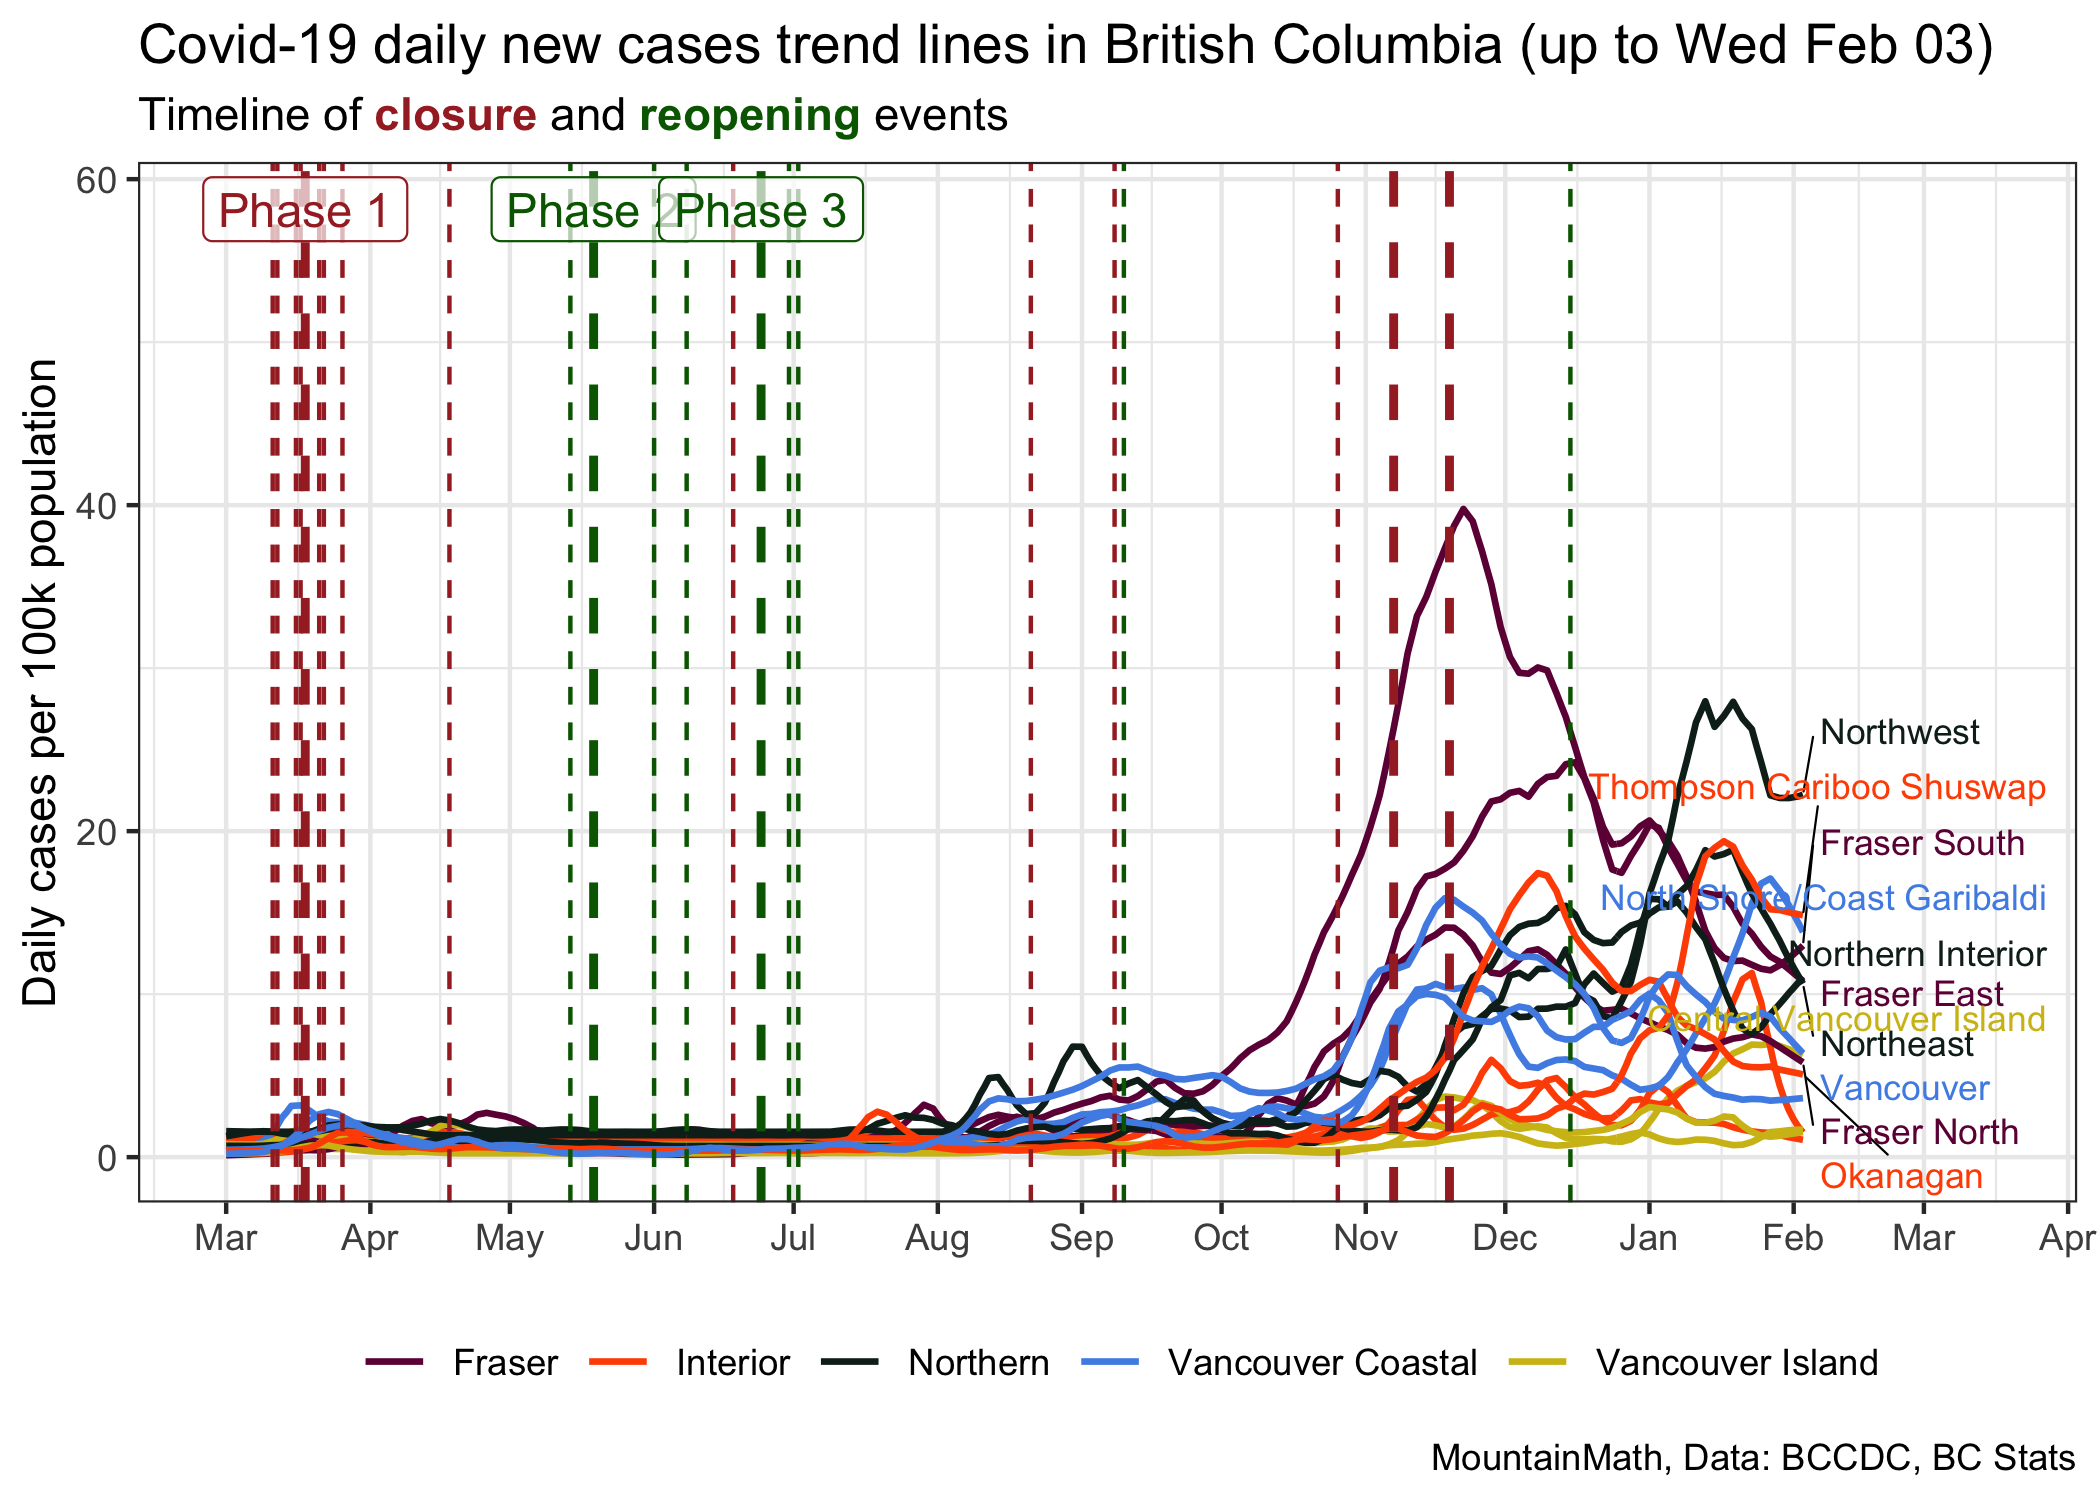 Covid-19 daily new cases trend lines in British Columbia (up to Wed Feb 03)
Timeline of closure and reopening events
Daily cases per 100k population
60
40
20
0
Phase 1
Phase 2
Phase 3
Northwest
Thompson Cariboo Shuswap
Fraser South
North Shore/Coast Garibaldi
Northern Interior
Fraser East
Central Vancouver Island
Northeast
Vancouver
Fraser North
Okanagan
Mar Apr May Jun Jul Aug Sep Oct Nov Dec Jan Feb Mar Apr
Fraser Interior Northern Vancouver Coastal Vancouver Island
MountainMath, Data: BCCDC, BC Stats